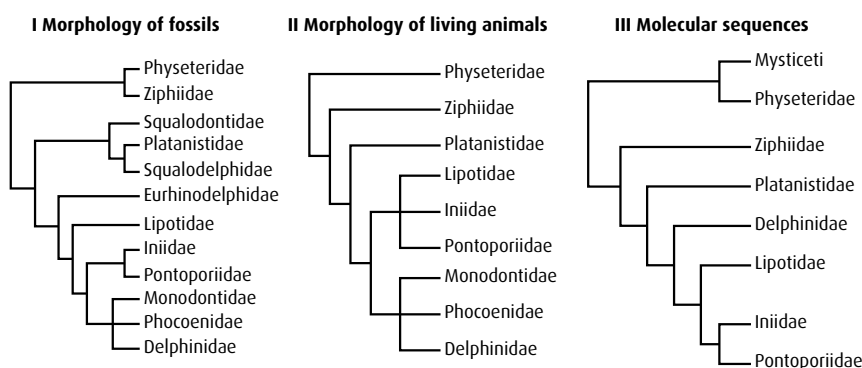 I Morphology of fossils
Physeteridae
Ziphiidae
Squalodontidae
Platanistidae
Squalodelphidae
Eurhinodelphidae
Lipotidae
Iniidae
Pontoporiidae
Monodontidae
Phocoenidae
Delphinidae
II Morphology of living animals
Physeteridae
Ziphiidae
Platanistidae
Lipotidae
Iniidae
Pontoporiidae
Monodontidae
Phocoenidae
Delphinidae
III Molecular sequences
Mysticeti
Physeteridae
Ziphiidae
Platanistidae
Delphinidae
Lipotidae
Iniidae
Pontoporiidae